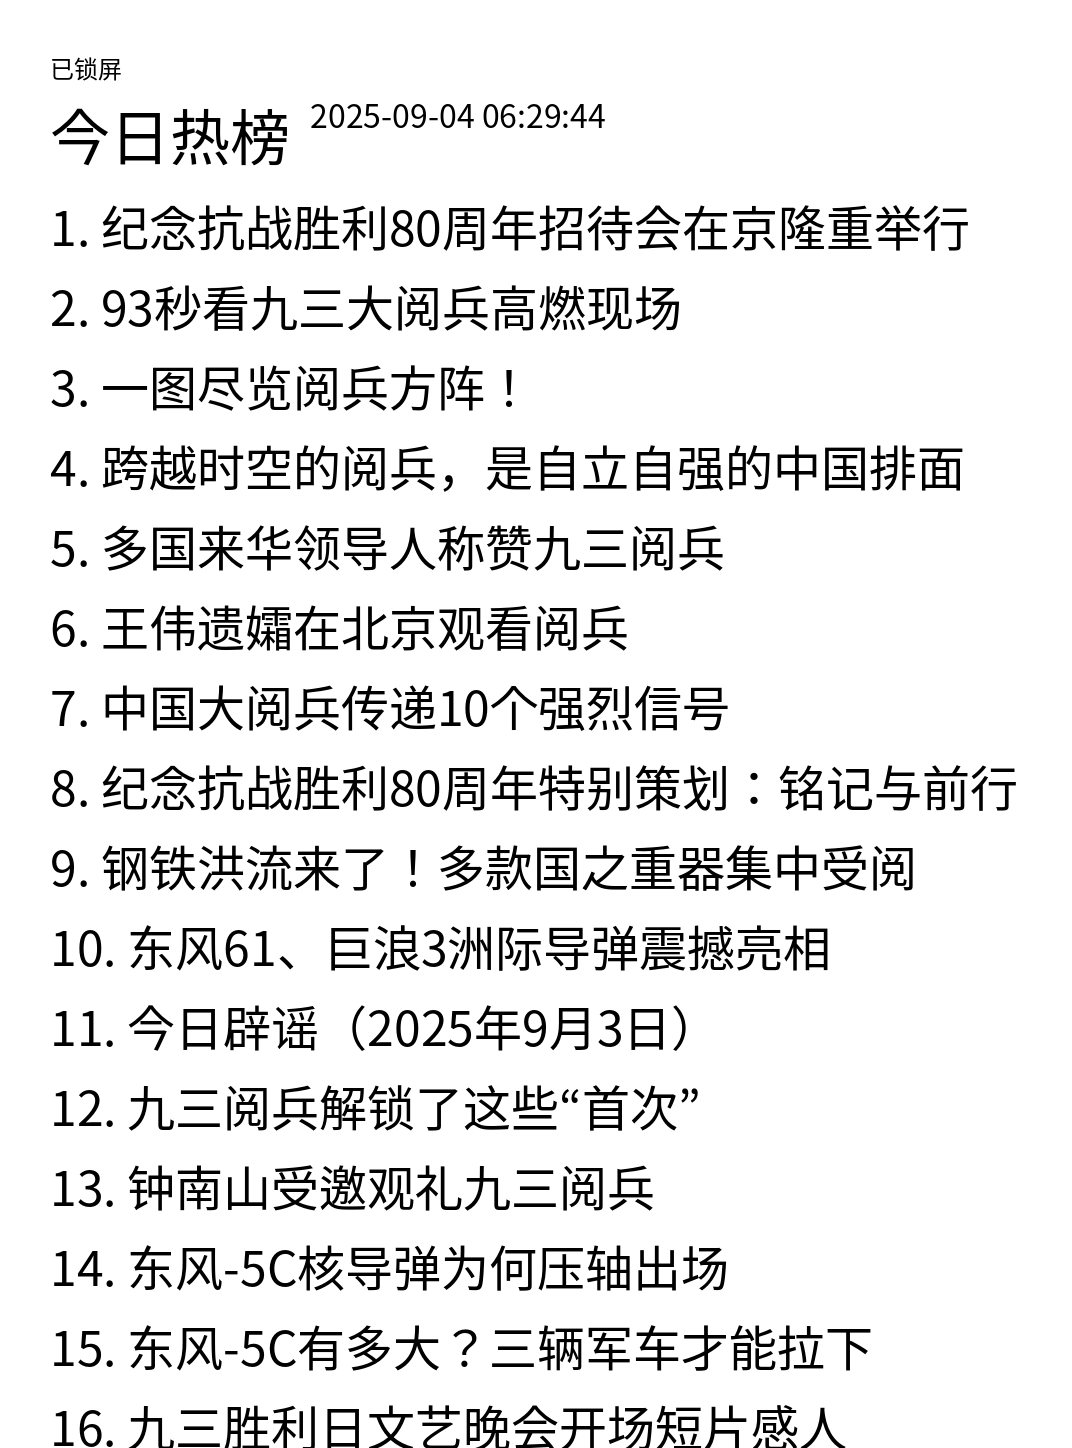 已锁屏
今日热榜 2025-09-04 06:29:44
1. 纪念抗战胜利80周年招待会在京隆重举行
2. 93秒看九三大阅兵高燃现场
3. 一图尽览阅兵方阵！
4. 跨越时空的阅兵，是自立自强的中国排面
5. 多国来华领导人称赞九三阅兵
6. 王伟遗孀在北京观看阅兵
7. 中国大阅兵传递10个强烈信号
8. 纪念抗战胜利80周年特别策划：铭记与前行
9. 钢铁洪流来了！多款国之重器集中受阅
10. 东风61、巨浪3洲际导弹震撼亮相
11. 今日辟谣（2025年9月3日）
12. 九三阅兵解锁了这些“首次”
13. 钟南山受邀观礼九三阅兵
14. 东风-5C核导弹为何压轴出场
15. 东风-5C有多大？三辆军车才能拉下
16. 九三胜利日文艺晚会开场短片感人